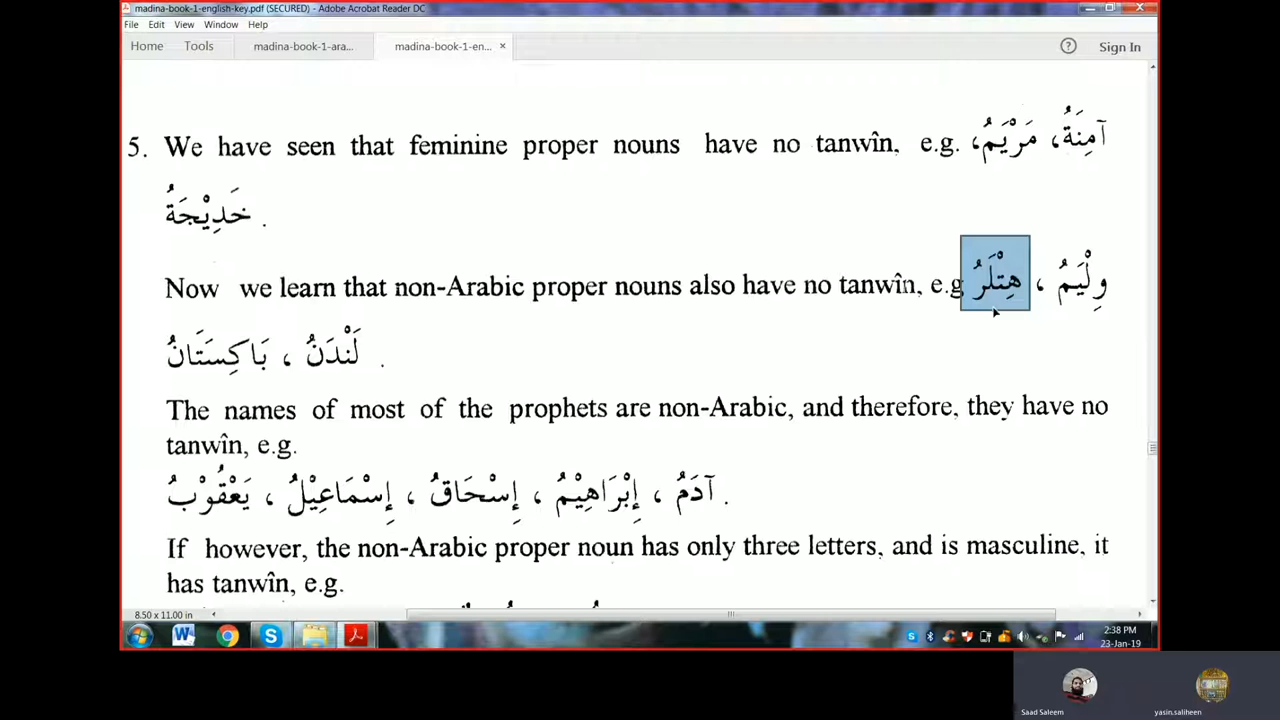 madina-book-1-english-key.pdf (SECURED) - Adobe Acrobat Reader DC
File Edit View Window Help
Home Tools madina-book-1-ara... madina-book-1-en... × Sign In
5. We have seen that feminine proper nouns have no tanwîn, e.g. آمِنَةُ، مَرْيَمُ،
خَدِيْجَةُ .
Now we learn that non-Arabic proper nouns also have no tanwîn, e.g وِلْيَمُ ، هِتْلَرُ
لَنْدَنُ ، بَاكِسَتَانُ .
The names of most of the prophets are non-Arabic, and therefore, they have no
tanwîn, e.g.
آدَمُ ، إِبْرَاهِيْمُ ، إِسْحَاقُ ، إِسْمَاعِيْلُ ، يَعْقُوْبُ .
If however, the non-Arabic proper noun has only three letters, and is masculine, it
has tanwîn, e.g.
8.50 x 11.00 in
2:38 PM
23-Jan-19
Saad Saleem yasin.saliheen